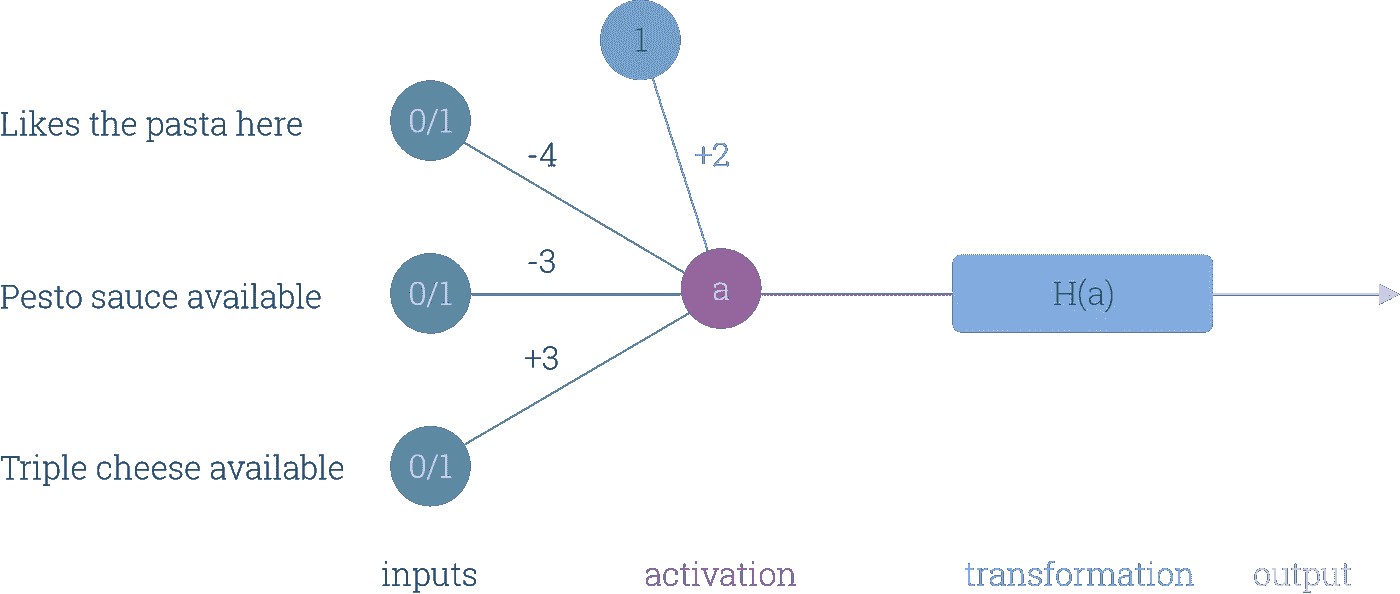 1
Likes the pasta here
0/1
-4
+2
Pesto sauce available
0/1
-3
a
H(a)
+3
Triple cheese available
0/1
inputs
activation
transformation
output